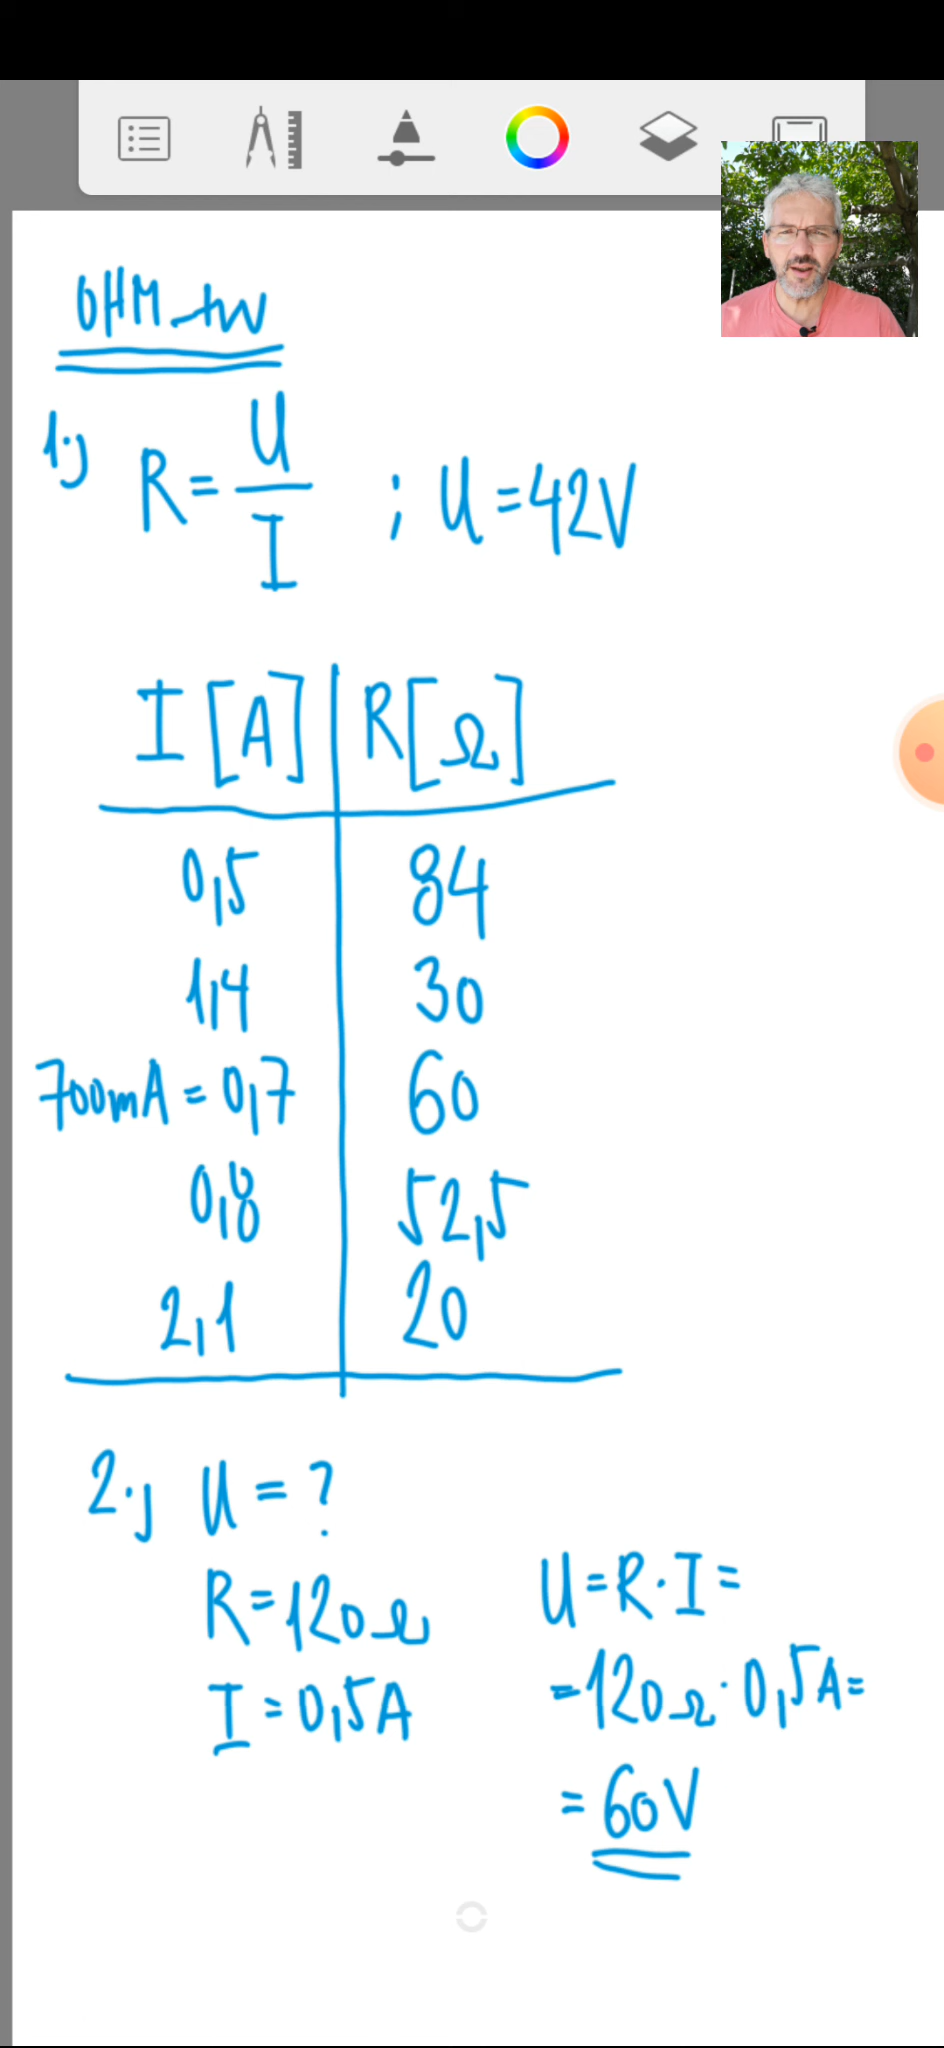 OHM tv
1.) R = U/I ; U = 42V
I [A] | R [Ω]
0,5 | 84
1,4 | 30
700mA = 0,7 | 60
0,8 | 52,5
2,1 | 20
2.) U = ?
R = 120Ω
I = 0,5A
U = R · I =
= 120Ω · 0,5A =
= 60V